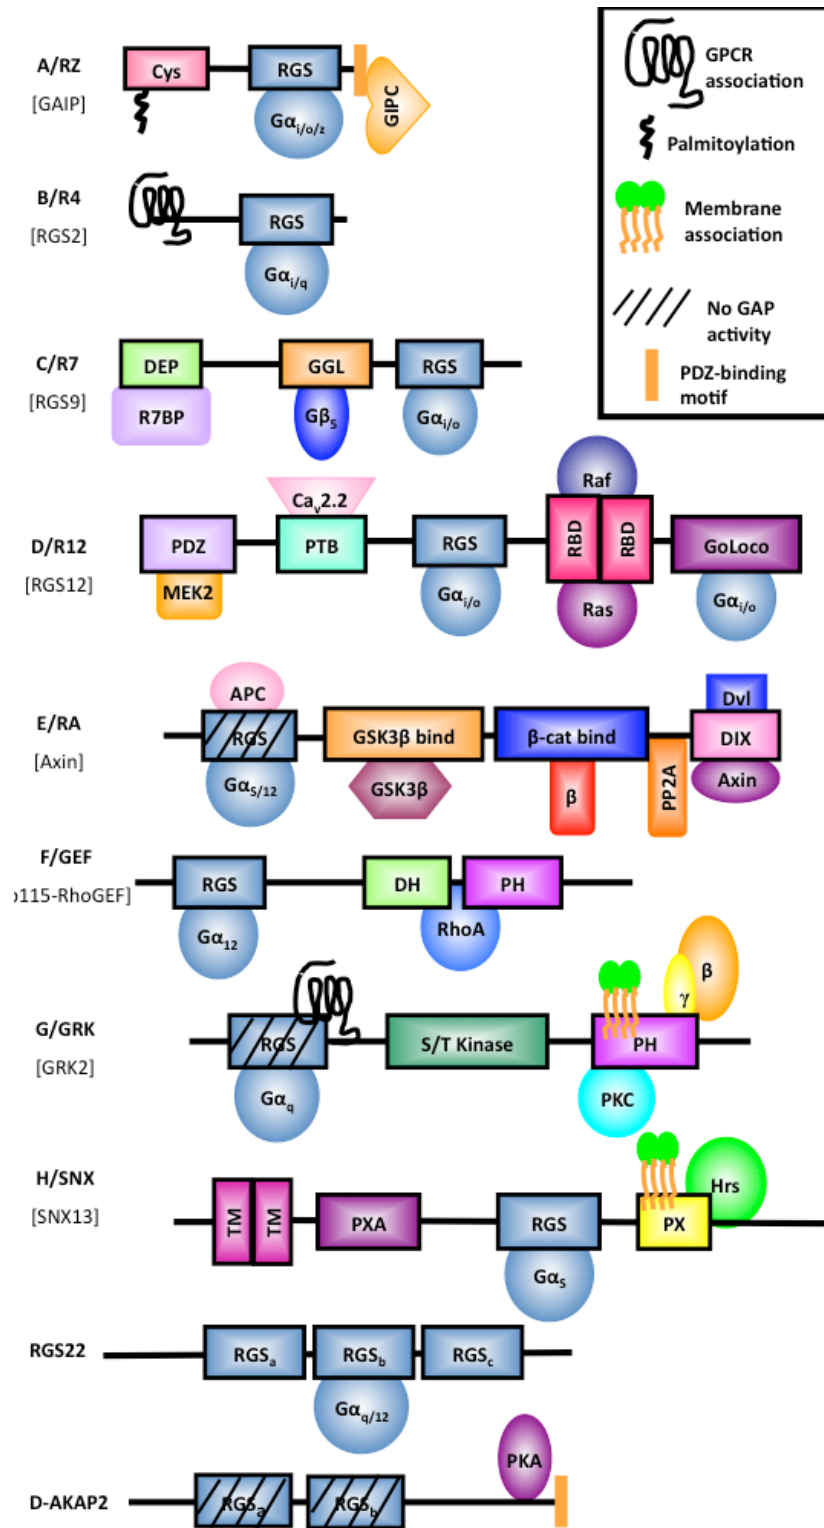 A/RZ
[GAIP]
Cys
RGS
Gαi/o/z
GIPC
GPCR
association
Palmitoylation
Membrane
association
No GAP
activity
PDZ-binding
motif
B/R4
[RGS2]
RGS
Gαi/q
C/R7
[RGS9]
DEP
GGL
RGS
R7BP
Gβ5
Gαi/o
D/R12
[RGS12]
Cav2.2
Raf
PDZ
PTB
RGS
RBD
RBD
GoLoco
MEK2
Gαi/o
Ras
Gαi/o
E/RA
[Axin]
APC
Dvl
RGS
GSK3β bind
β-cat bind
DIX
GαS/12
GSK3β
β
PP2A
Axin
F/GEF
p115-RhoGEF]
RGS
DH
PH
Gα12
RhoA
G/GRK
[GRK2]
β
γ
RGS
S/T Kinase
PH
Gαq
PKC
H/SNX
[SNX13]
Hrs
TM
TM
PXA
RGS
PX
GαS
RGS22
RGSa
RGSb
RGSc
Gαq/12
D-AKAP2
PKA
RGSa
RGSb